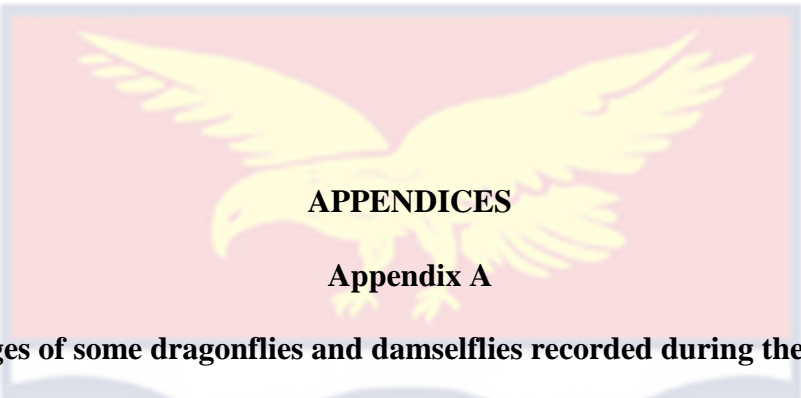 APPENDICES
Appendix A
ges of some dragonflies and damselflies recorded during the